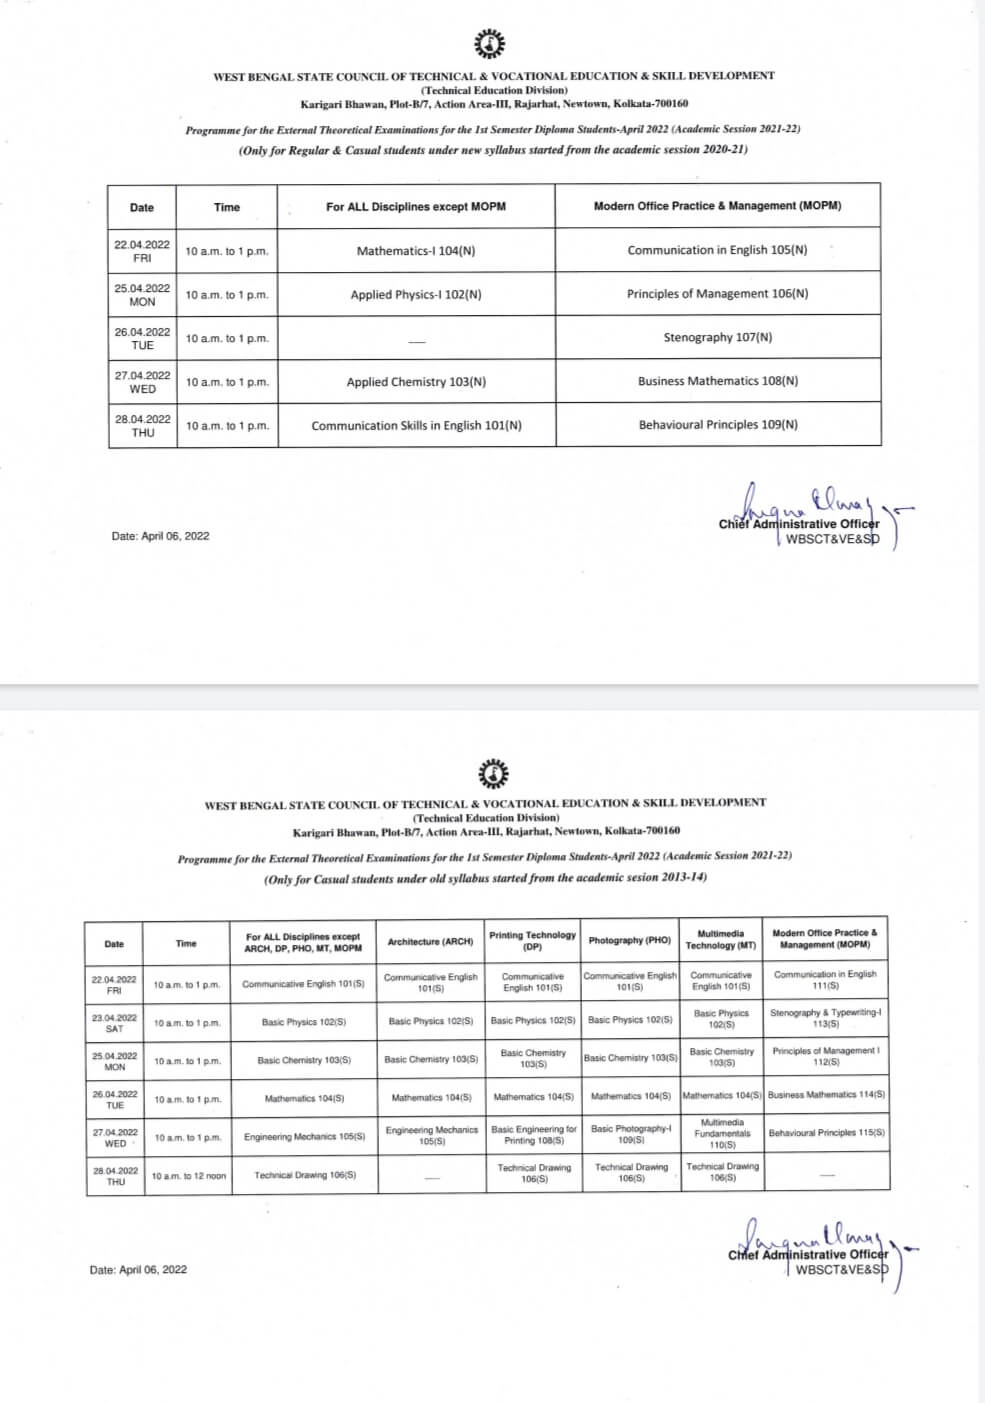 WEST BENGAL STATE COUNCIL OF TECHNICAL & VOCATIONAL EDUCATION & SKILL DEVELOPMENT
(Technical Education Division)
Karigari Bhawan, Plot-B/7, Action Area-III, Rajarhat, Newtown, Kolkata-700160
Programme for the External Theoretical Examinations for the 1st Semester Diploma Students-April 2022 (Academic Session 2021-22)
(Only for Regular & Casual students under new syllabus started from the academic session 2020-21)
Date Time For ALL Disciplines except MOPM Modern Office Practice & Management (MOPM)
22.04.2022 FRI 10 a.m. to 1 p.m. Mathematics-I 104(N) Communication in English 105(N)
25.04.2022 MON 10 a.m. to 1 p.m. Applied Physics-I 102(N) Principles of Management 106(N)
26.04.2022 TUE 10 a.m. to 1 p.m. — Stenography 107(N)
27.04.2022 WED 10 a.m. to 1 p.m. Applied Chemistry 103(N) Business Mathematics 108(N)
28.04.2022 THU 10 a.m. to 1 p.m. Communication Skills in English 101(N) Behavioural Principles 109(N)
Chief Administrative Officer
WBSCT&VE&SD
Date: April 06, 2022
WEST BENGAL STATE COUNCIL OF TECHNICAL & VOCATIONAL EDUCATION & SKILL DEVELOPMENT
(Technical Education Division)
Karigari Bhawan, Plot-B/7, Action Area-III, Rajarhat, Newtown, Kolkata-700160
Programme for the External Theoretical Examinations for the 1st Semester Diploma Students-April 2022 (Academic Session 2021-22)
(Only for Casual students under old syllabus started from the academic sesion 2013-14)
Date Time For ALL Disciplines except ARCH, DP, PHO, MT, MOPM Architecture (ARCH) Printing Technology (DP) Photography (PHO) Multimedia Technology (MT) Modern Office Practice & Management (MOPM)
22.04.2022 FRI 10 a.m. to 1 p.m. Communicative English 101(S) Communicative English 101(S) Communicative English 101(S) Communicative English 101(S) Communicative English 101(S) Communication in English 111(S)
23.04.2022 SAT 10 a.m. to 1 p.m. Basic Physics 102(S) Basic Physics 102(S) Basic Physics 102(S) Basic Physics 102(S) Basic Physics 102(S) Stenography & Typewriting-I 113(S)
25.04.2022 MON 10 a.m. to 1 p.m. Basic Chemistry 103(S) Basic Chemistry 103(S) Basic Chemistry 103(S) Basic Chemistry 103(S) Basic Chemistry 103(S) Principles of Management I 112(S)
26.04.2022 TUE 10 a.m. to 1 p.m. Mathematics 104(S) Mathematics 104(S) Mathematics 104(S) Mathematics 104(S) Mathematics 104(S) Business Mathematics 114(S)
27.04.2022 WED 10 a.m. to 1 p.m. Engineering Mechanics 105(S) Engineering Mechanics 105(S) Basic Engineering for Printing 108(S) Basic Photography-I 109(S) Multimedia Fundamentals 110(S) Behavioural Principles 115(S)
28.04.2022 THU 10 a.m. to 12 noon Technical Drawing 106(S) — Technical Drawing 106(S) Technical Drawing 106(S) Technical Drawing 106(S) —
Chief Administrative Officer
WBSCT&VE&SD
Date: April 06, 2022